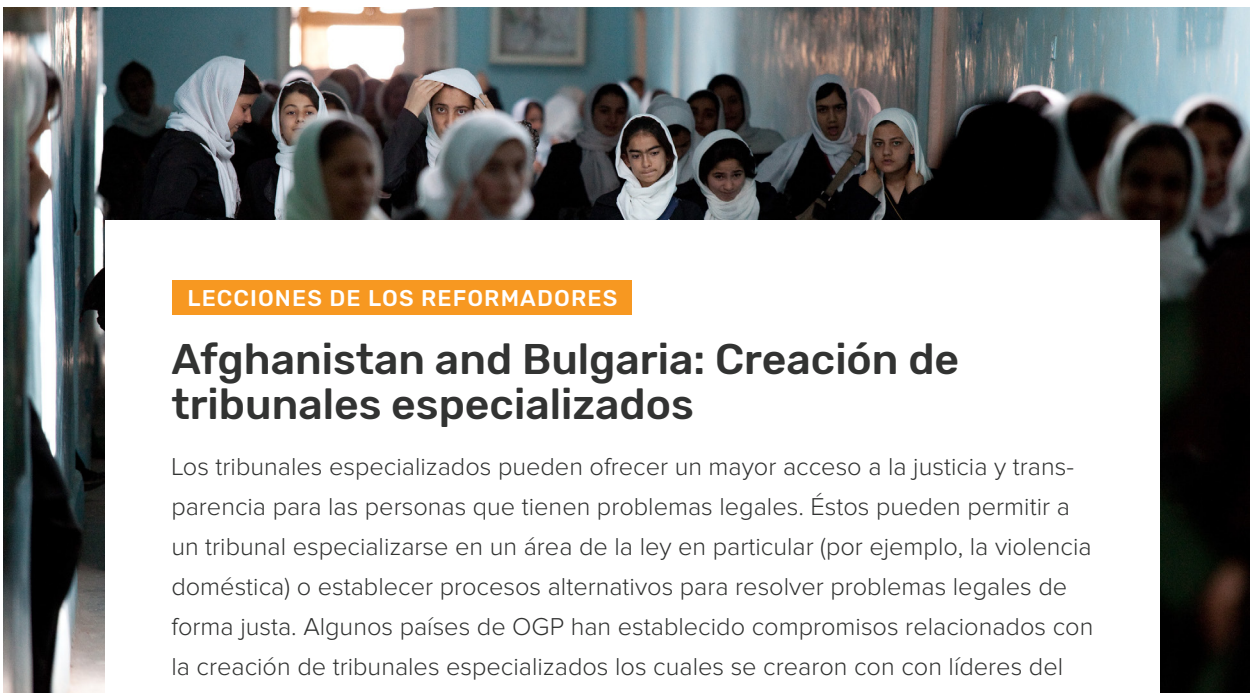 LECCIONES DE LOS REFORMADORES
Afghanistan and Bulgaria: Creación de
tribunales especializados
Los tribunales especializados pueden ofrecer un mayor acceso a la justicia y trans-
parencia para las personas que tienen problemas legales. Éstos pueden permitir a
un tribunal especializarse en un área de la ley en particular (por ejemplo, la violencia
doméstica) o establecer procesos alternativos para resolver problemas legales de
forma justa. Algunos países de OGP han establecido compromisos relacionados con
la creación de tribunales especializados los cuales se crearon con con líderes del